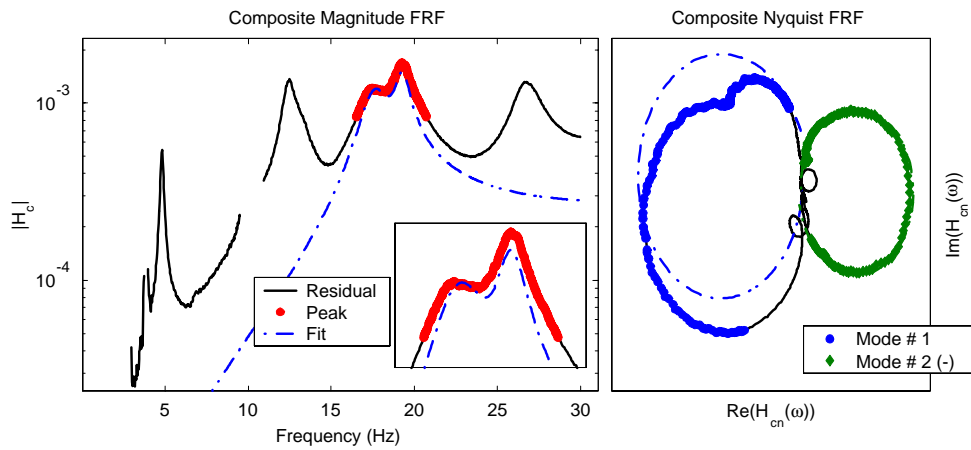 Composite Magnitude FRF
|H_c|
10^-3
10^-4
Residual
Peak
Fit
5
10
15
20
25
30
Frequency (Hz)
Composite Nyquist FRF
Im(H_cn(ω))
Mode # 1
Mode # 2 (-)
Re(H_cn(ω))